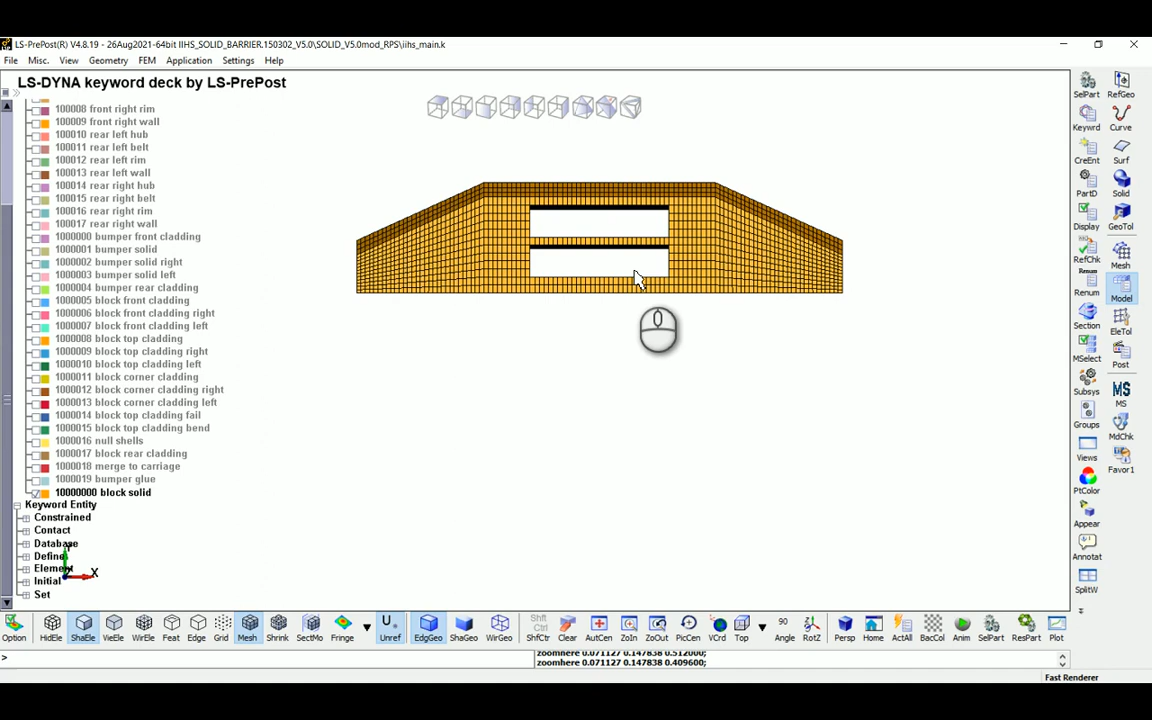 LS-PrePost(R) V4.8.19 - 26Aug2021-64bit IIHS_SOLID_BARRIER.150302_V5.0\SOLID_V5.0mod_RPS\iihs_main.k
File Misc. View Geometry FEM Application Settings Help
LS-DYNA keyword deck by LS-PrePost
100008 front right rim
100009 front right wall
100010 rear left hub
100011 rear left belt
100012 rear left rim
100013 rear left wall
100014 rear right hub
100015 rear right belt
100016 rear right rim
100017 rear right wall
1000000 bumper front cladding
1000001 bumper solid
1000002 bumper solid right
1000003 bumper solid left
1000004 bumper rear cladding
1000005 block front cladding
1000006 block front cladding right
1000007 block front cladding left
1000008 block top cladding
1000009 block top cladding right
1000010 block top cladding left
1000011 block corner cladding
1000012 block corner cladding right
1000013 block corner cladding left
1000014 block top cladding fail
1000015 block top cladding bend
1000016 null shells
1000017 block rear cladding
1000018 merge to carriage
1000019 bumper glue
10000000 block solid
Keyword Entity
Constrained
Contact
Database
Define
Element
Initial
Set
Y
Z
X
SelPart RefGeo
Keywrd Curve
CreEnt Surf
PartD Solid
Display GeoTol
RefChk Mesh
Renum
Renum Model
Section EleTol
MSelect Post
Subsys MS
MS
Groups MdChk
Views Favor1
PtColor
Appear
Annotat
SplitW
U
Shft
Ctrl
90
Option HidEle ShaEle VieEle WirEle Feat Edge Grid Mesh Shrink SectMo Fringe Unref EdgGeo ShaGeo WirGeo ShfCtr Clear AutCen ZoIn ZoOut PicCen VCrd Top Angle RotZ Persp Home ActAll BacCol Anim SelPart ResPart Plot
>
zoomhere 0.071127 0.147838 0.512000;
zoomhere 0.071127 0.147838 0.409600;
Fast Renderer